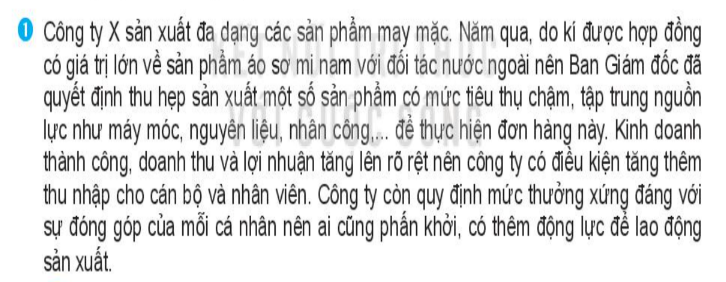 1 Công ty X sản xuất đa dạng các sản phẩm may mặc. Năm qua, do kí được hợp đồng
có giá trị lớn về sản phẩm áo sơ mi nam với đối tác nước ngoài nên Ban Giám đốc đã
quyết định thu hẹp sản xuất một số sản phẩm có mức tiêu thụ chậm, tập trung nguồn
lực như máy móc, nguyên liệu, nhân công,... để thực hiện đơn hàng này. Kinh doanh
thành công, doanh thu và lợi nhuận tăng lên rõ rệt nên công ty có điều kiện tăng thêm
thu nhập cho cán bộ và nhân viên. Công ty còn quy định mức thưởng xứng đáng với
sự đóng góp của mỗi cá nhân nên ai cũng phấn khởi, có thêm động lực để lao động
sản xuất.